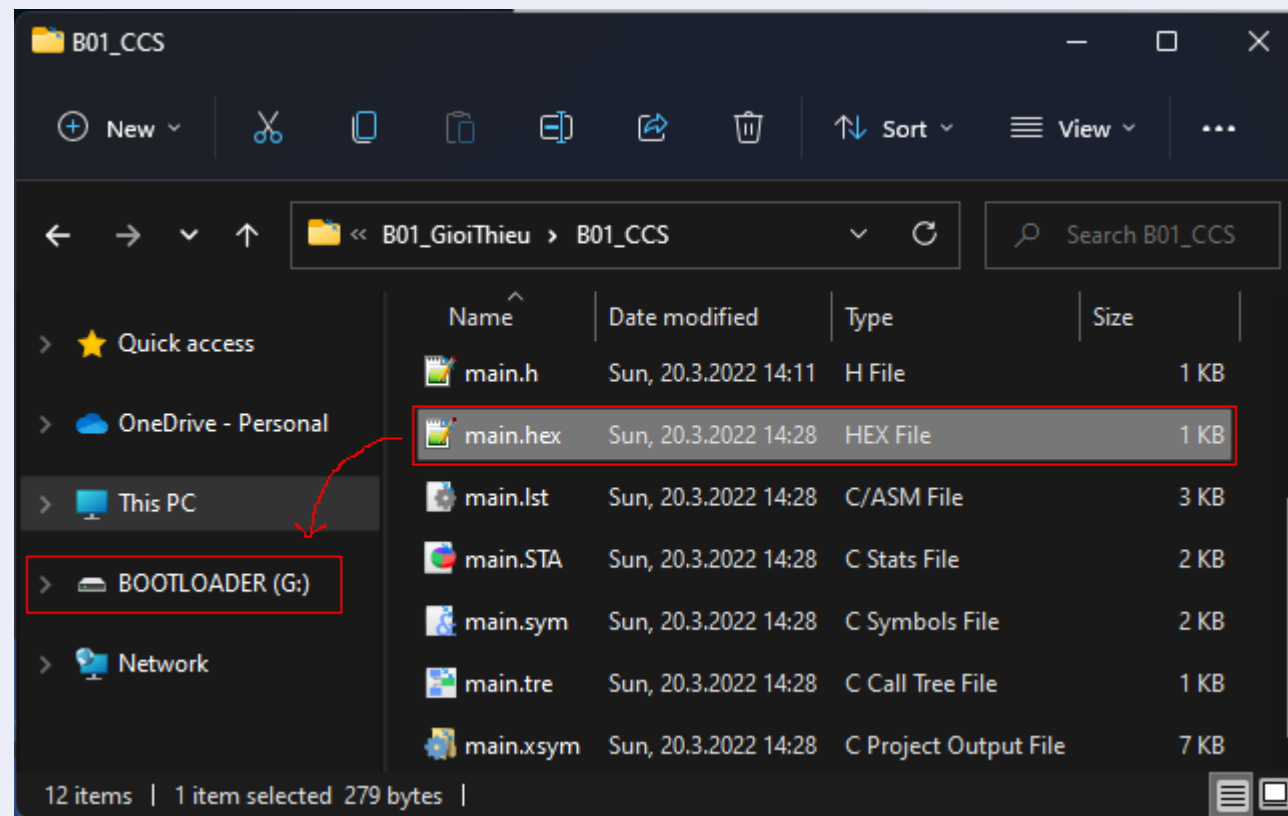 B01_CCS
New
Sort
View
« B01_GioiThieu > B01_CCS
Search B01_CCS
Quick access
OneDrive - Personal
This PC
BOOTLOADER (G:)
Network
Name Date modified Type Size
main.h Sun, 20.3.2022 14:11 H File 1 KB
main.hex Sun, 20.3.2022 14:28 HEX File 1 KB
main.lst Sun, 20.3.2022 14:28 C/ASM File 3 KB
main.STA Sun, 20.3.2022 14:28 C Stats File 2 KB
main.sym Sun, 20.3.2022 14:28 C Symbols File 2 KB
main.tre Sun, 20.3.2022 14:28 C Call Tree File 1 KB
main.xsym Sun, 20.3.2022 14:28 C Project Output File 7 KB
12 items | 1 item selected 279 bytes |